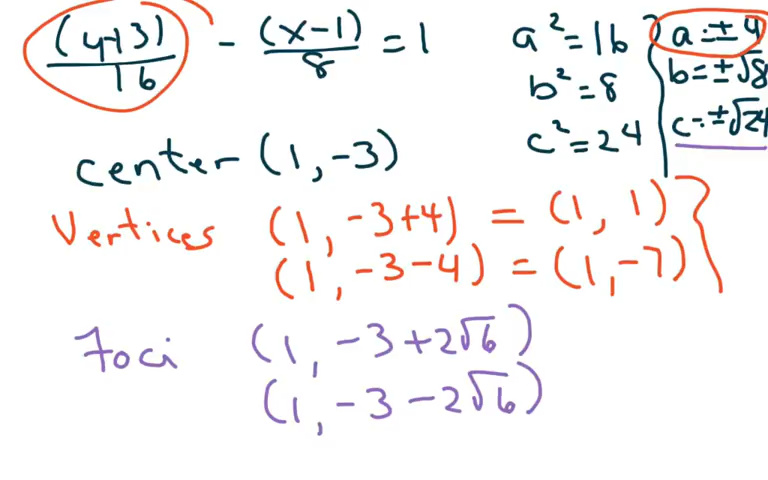 (y+3)/16 - (x-1)/8 = 1
a² = 16
b² = 8
c² = 24
a = ±4
b = ±√8
c = ±√24
center (1, -3)
Vertices (1, -3+4) = (1, 1)
(1, -3-4) = (1, -7)
Foci (1, -3+2√6)
(1, -3-2√6)